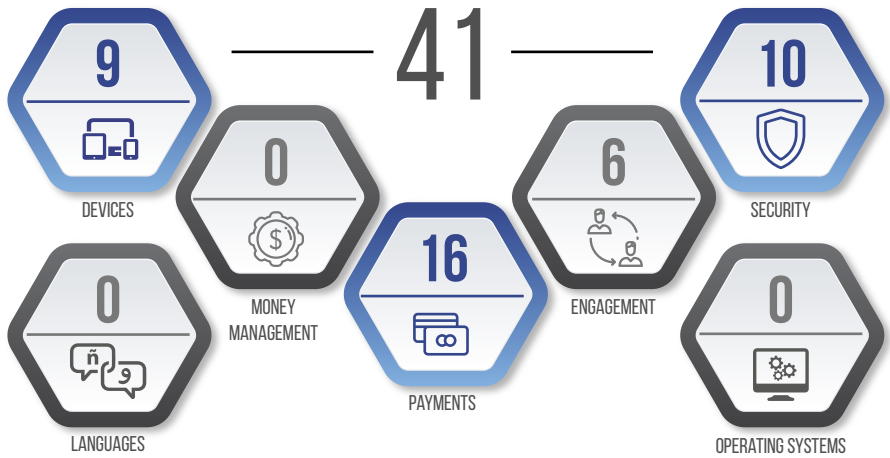 41
9
DEVICES
0
MONEY
MANAGEMENT
16
PAYMENTS
6
ENGAGEMENT
10
SECURITY
0
ñ
و
LANGUAGES
0
OPERATING SYSTEMS